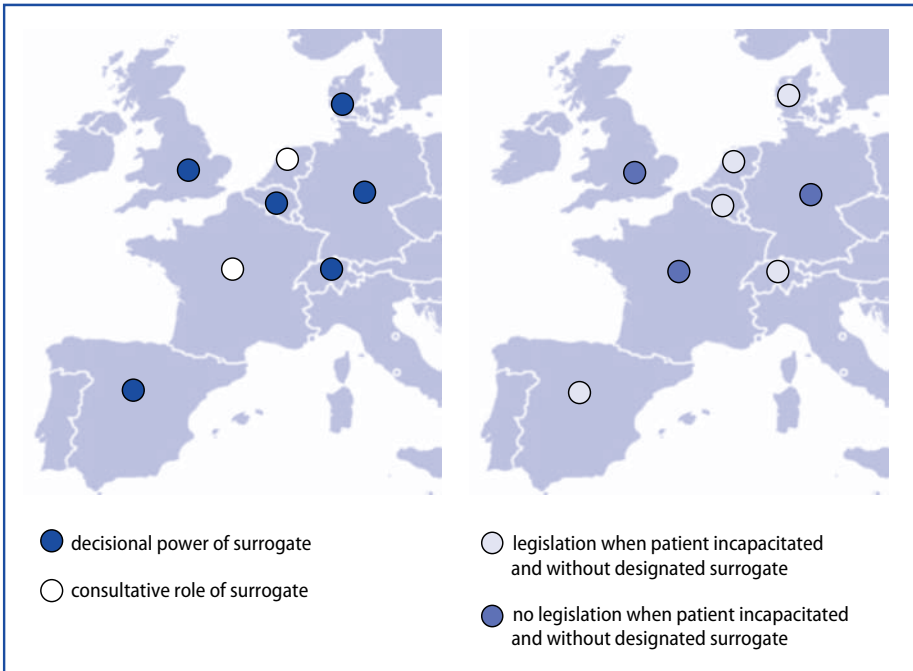 decisional power of surrogate
consultative role of surrogate
legislation when patient incapacitated
and without designated surrogate
no legislation when patient incapacitated
and without designated surrogate